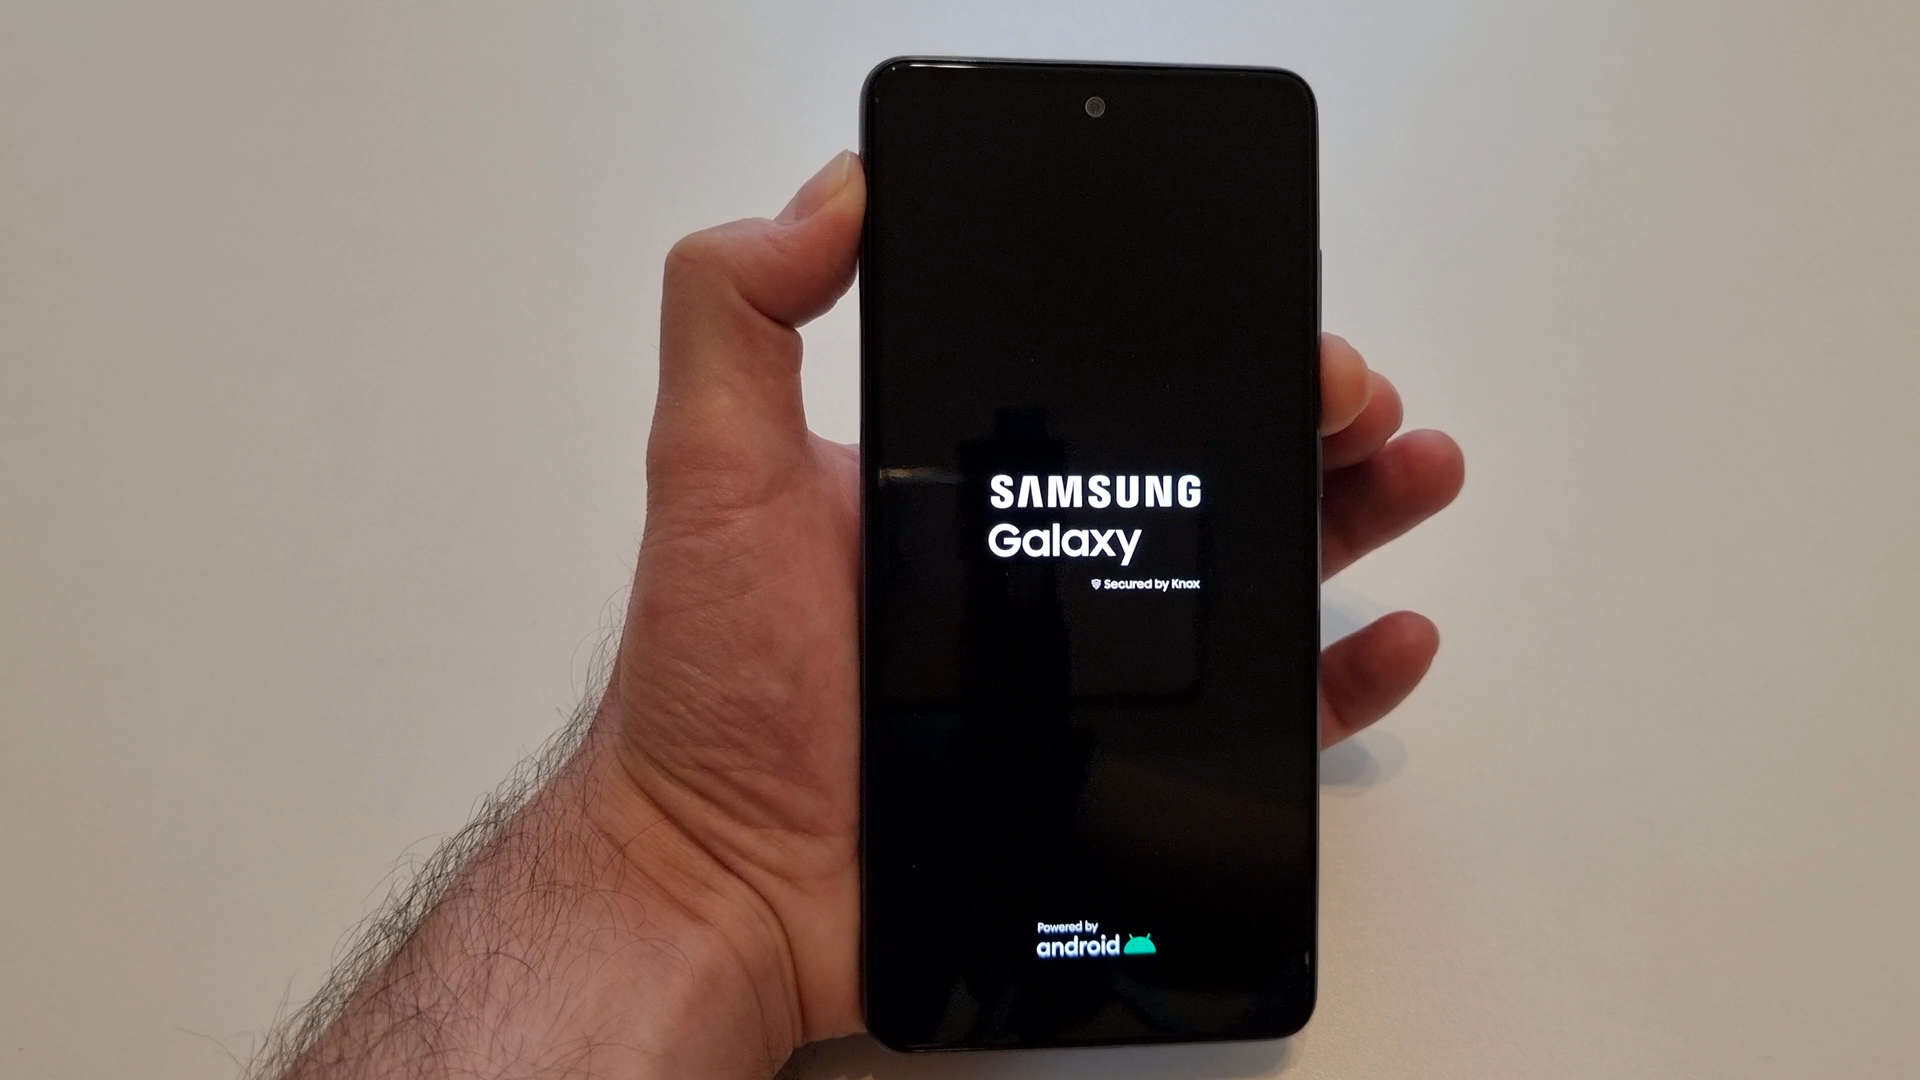 SAMSUNG
Galaxy
Secured by Knox
Powered by
android